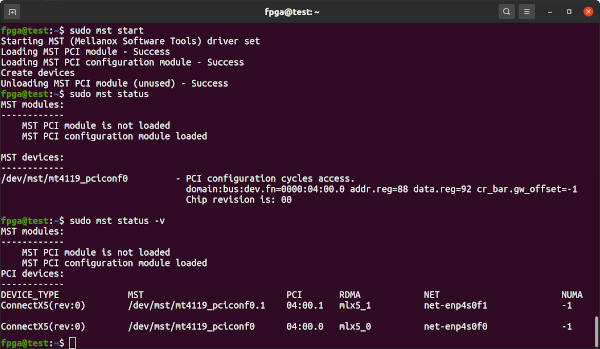 fpga@test: ~
fpga@test:~$ sudo mst start
Starting MST (Mellanox Software Tools) driver set
Loading MST PCI module - Success
Loading MST PCI configuration module - Success
Create devices
Unloading MST PCI module (unused) - Success
fpga@test:~$ sudo mst status
MST modules:
------------
    MST PCI module is not loaded
    MST PCI configuration module loaded

MST devices:
------------
/dev/mst/mt4119_pciconf0         - PCI configuration cycles access.
                                   domain:bus:dev.fn=0000:04:00.0 addr.reg=88 data.reg=92 cr_bar.gw_offset=-1
                                   Chip revision is: 00
fpga@test:~$ sudo mst status -v
MST modules:
------------
    MST PCI module is not loaded
    MST PCI configuration module loaded
PCI devices:
------------
DEVICE_TYPE             MST                           PCI       RDMA            NET                       NUMA
ConnectX5(rev:0)        /dev/mst/mt4119_pciconf0.1    04:00.1   mlx5_1          net-enp4s0f1              -1

ConnectX5(rev:0)        /dev/mst/mt4119_pciconf0      04:00.0   mlx5_0          net-enp4s0f0              -1

fpga@test:~$